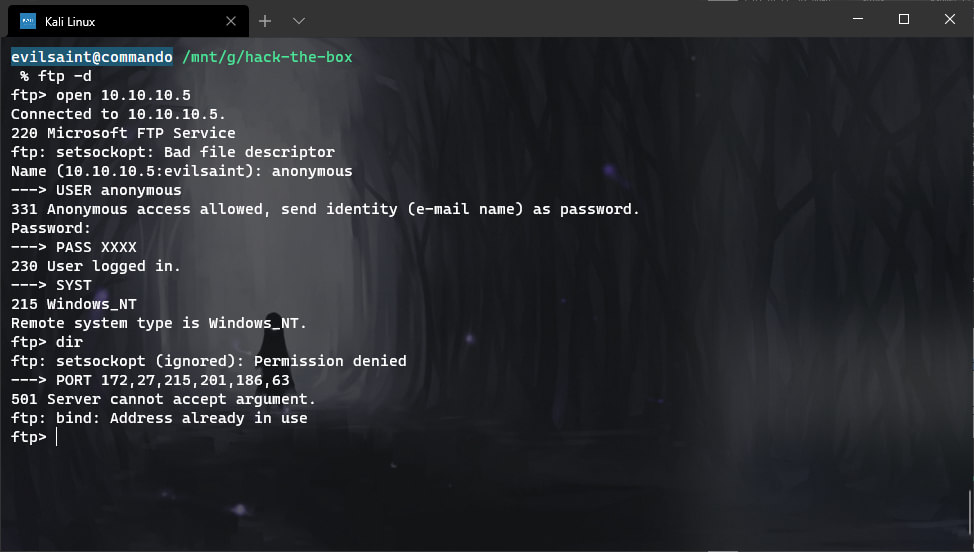 Kali Linux
evilsaint@commando /mnt/g/hack-the-box
% ftp -d
ftp> open 10.10.10.5
Connected to 10.10.10.5.
220 Microsoft FTP Service
ftp: setsockopt: Bad file descriptor
Name (10.10.10.5:evilsaint): anonymous
---> USER anonymous
331 Anonymous access allowed, send identity (e-mail name) as password.
Password:
---> PASS XXXX
230 User logged in.
---> SYST
215 Windows_NT
Remote system type is Windows_NT.
ftp> dir
ftp: setsockopt (ignored): Permission denied
---> PORT 172,27,215,201,186,63
501 Server cannot accept argument.
ftp: bind: Address already in use
ftp>